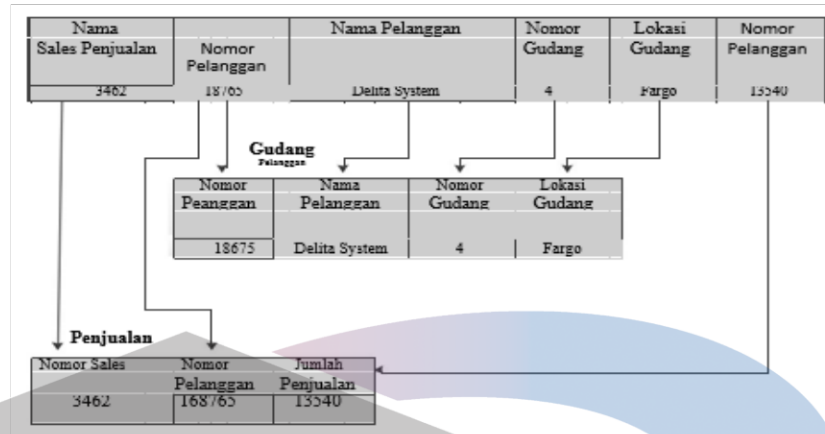 Nama Nama Pelanggan Nomor Lokasi Nomor
Sales Penjualan Nomor Gudang Gudang Pelanggan
Pelanggan
3462 18765 Delita System 4 Fargo 13540
Gudang
Pelanggan
Nomor Nama Nomor Lokasi
Peanggan Pelanggan Gudang Gudang
18675 Delita System 4 Fargo
Penjualan
Nomor Sales Nomor Jumlah
Pelanggan Penjualan
3462 168765 13540